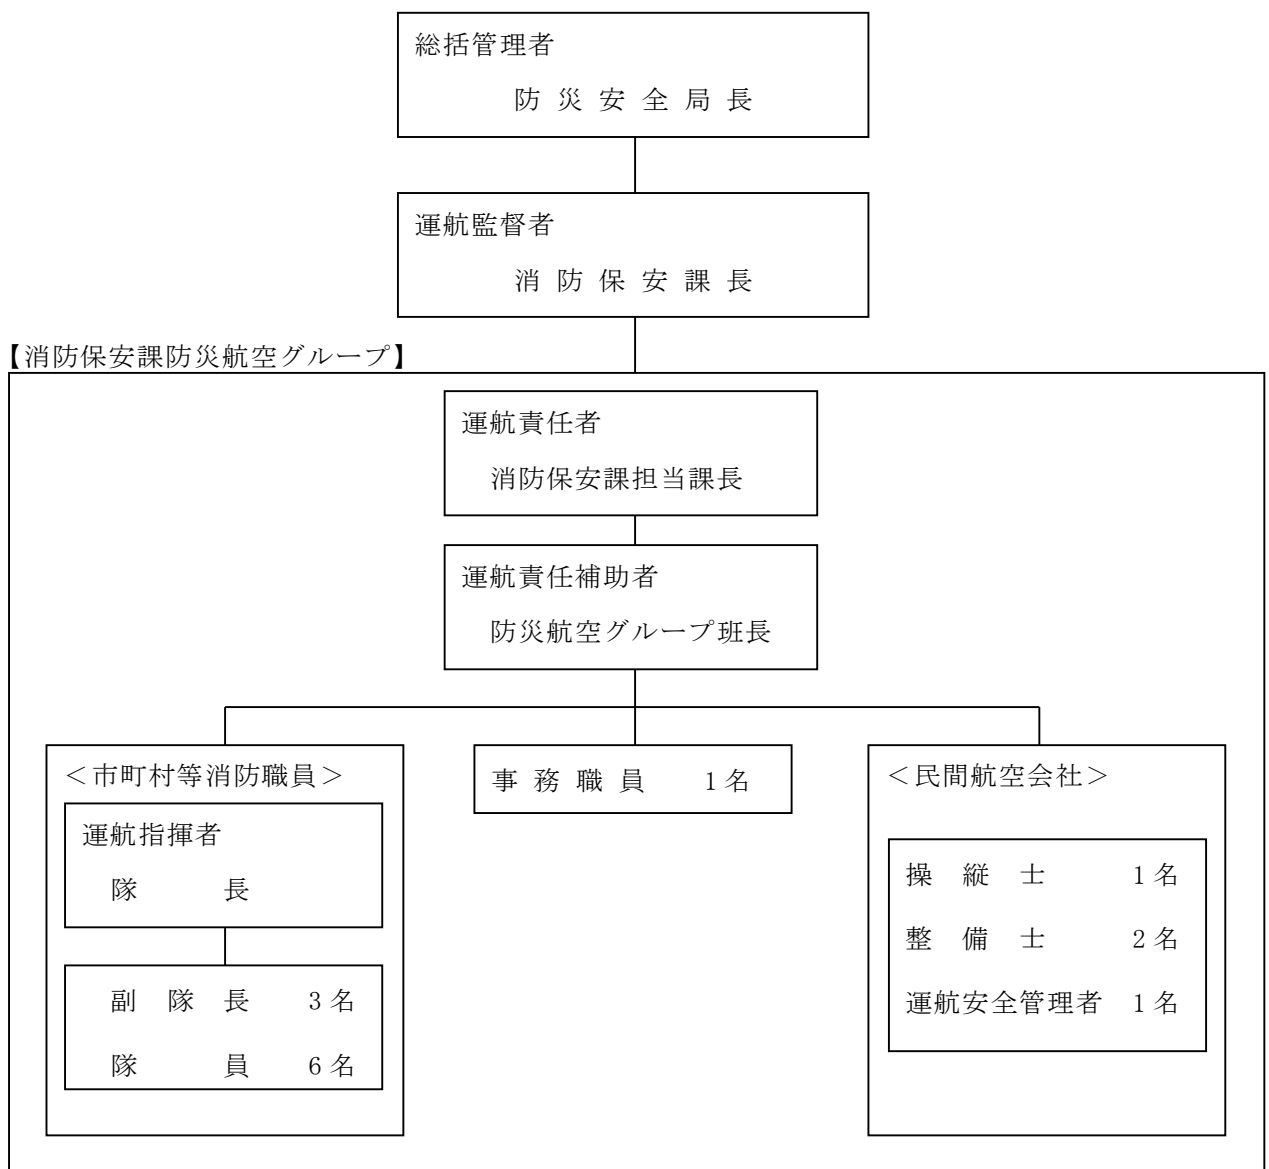 総括管理者
防災安全局長
運航監督者
消防保安課長
【消防保安課防災航空グループ】
運航責任者
消防保安課担当課長
運航責任補助者
防災航空グループ班長
＜市町村等消防職員＞
運航指揮者
隊　　長
副　隊　長　3名
隊　　　員　6名
事務職員　1名
＜民間航空会社＞
操　縦　士　1名
整　備　士　2名
運航安全管理者　1名